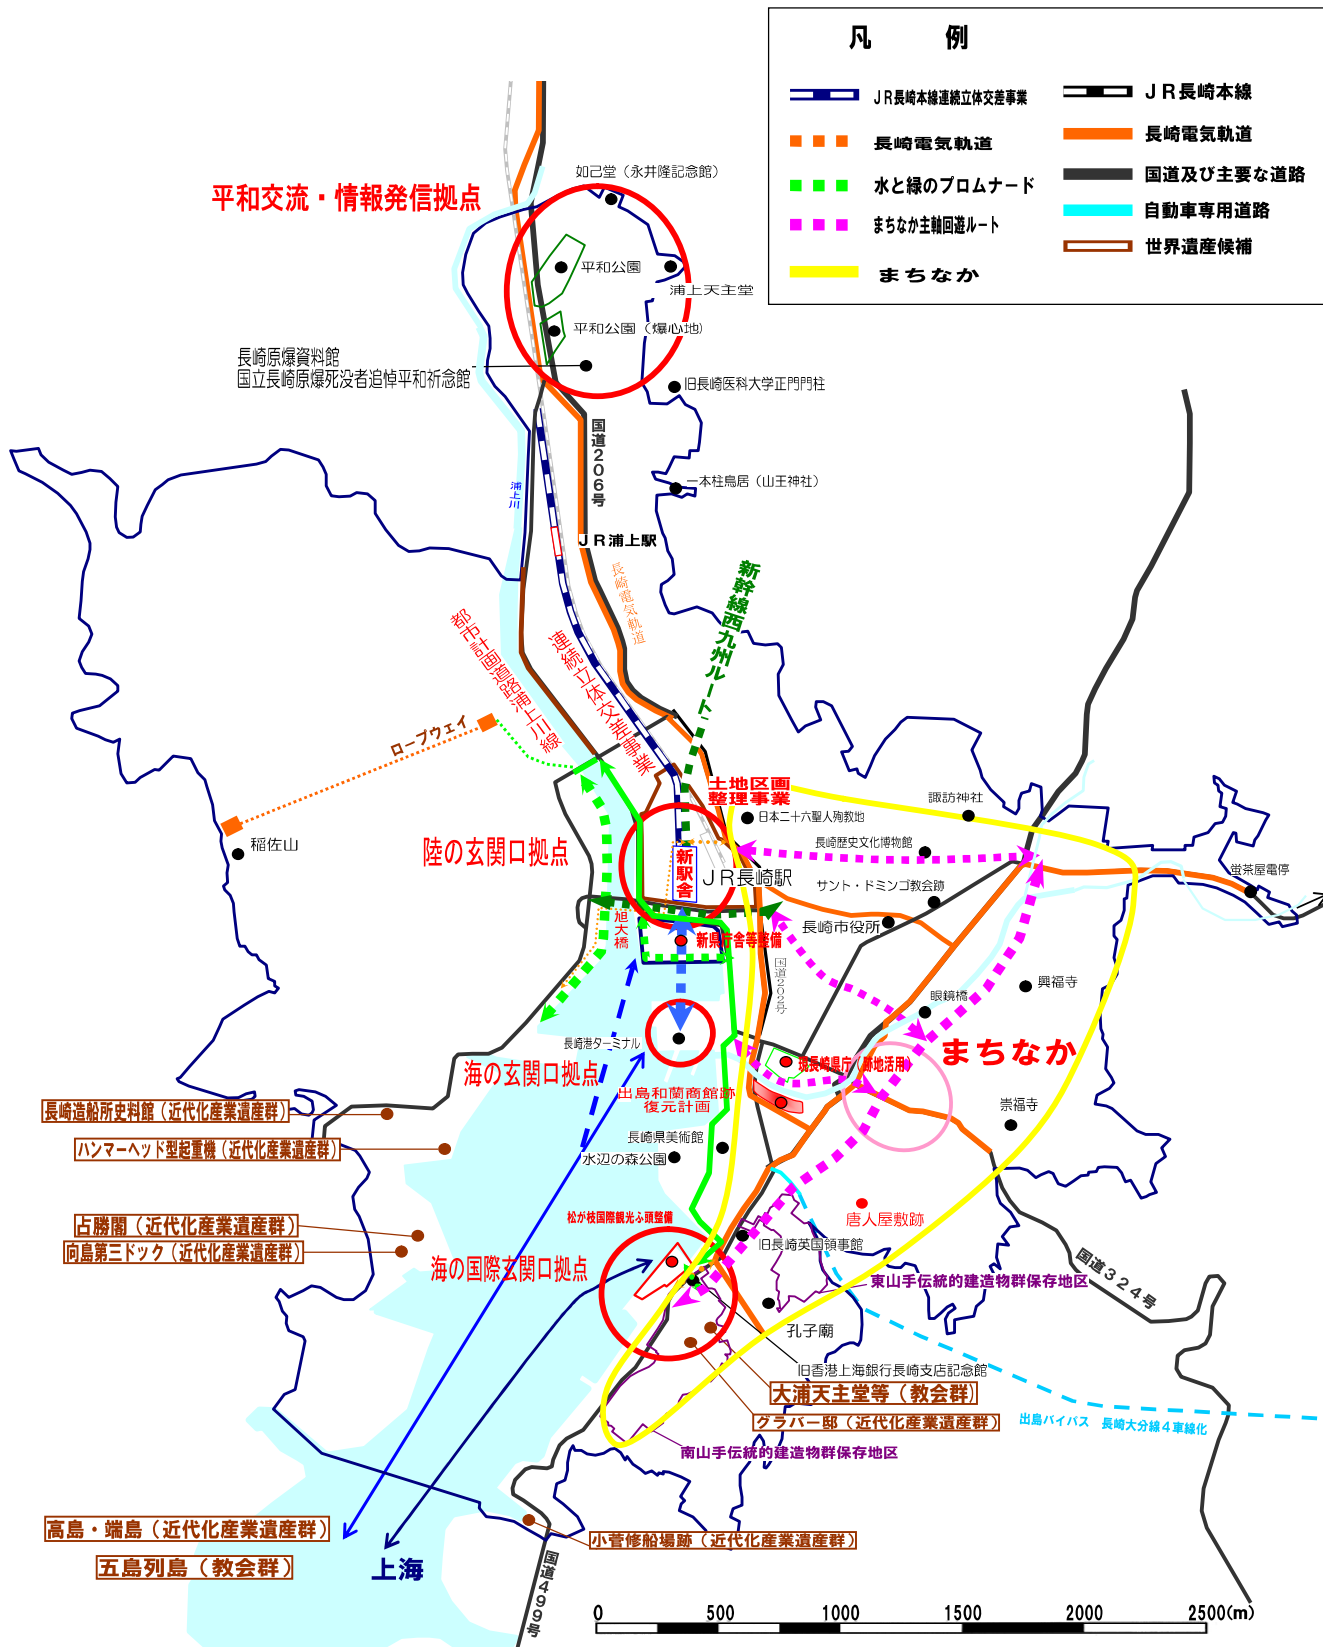 凡 例
ＪＲ長崎本線連続立体交差事業
ＪＲ長崎本線
長崎電気軌道
長崎電気軌道
水と緑のプロムナード
国道及び主要な道路
まちなか主軸回遊ルート
自動車専用道路
まちなか
世界遺産候補
平和交流・情報発信拠点
如己堂（永井隆記念館）
平和公園
浦上天主堂
平和公園（爆心地）
長崎原爆資料館
国立長崎原爆死没者追悼平和祈念館
旧長崎医科大学正門門柱
国道206号
浦上川
一本柱鳥居（山王神社）
ＪＲ浦上駅
長崎電気軌道
新幹線西九州ルート
都市計画道路浦上川線
連続立体交差事業
ロープウェイ
稲佐山
土地区画
整理事業
日本二十六聖人殉教地
諏訪神社
長崎歴史文化博物館
陸の玄関口拠点
新駅舎
ＪＲ長崎駅
サント・ドミンゴ教会跡
蛍茶屋電停
長崎市役所
旭大橋
新県庁舎等整備
国道202号
興福寺
眼鏡橋
長崎港ターミナル
まちなか
現長崎県庁（跡地活用）
海の玄関口拠点
出島和蘭商館跡
復元計画
長崎造船所史料館（近代化産業遺産群）
崇福寺
長崎県美術館
水辺の森公園
ハンマーヘッド型起重機（近代化産業遺産群）
唐人屋敷跡
松が枝国際観光ふ頭整備
占勝閣（近代化産業遺産群）
向島第三ドック（近代化産業遺産群）
旧長崎英国領事館
海の国際玄関口拠点
東山手伝統的建造物群保存地区
国道324号
孔子廟
旧香港上海銀行長崎支店記念館
大浦天主堂等（教会群）
グラバー邸（近代化産業遺産群）
出島バイパス 長崎大分線４車線化
南山手伝統的建造物群保存地区
高島・端島（近代化産業遺産群）
五島列島（教会群）
上海
小菅修船場跡（近代化産業遺産群）
国道499号
0 500 1000 1500 2000 2500(m)